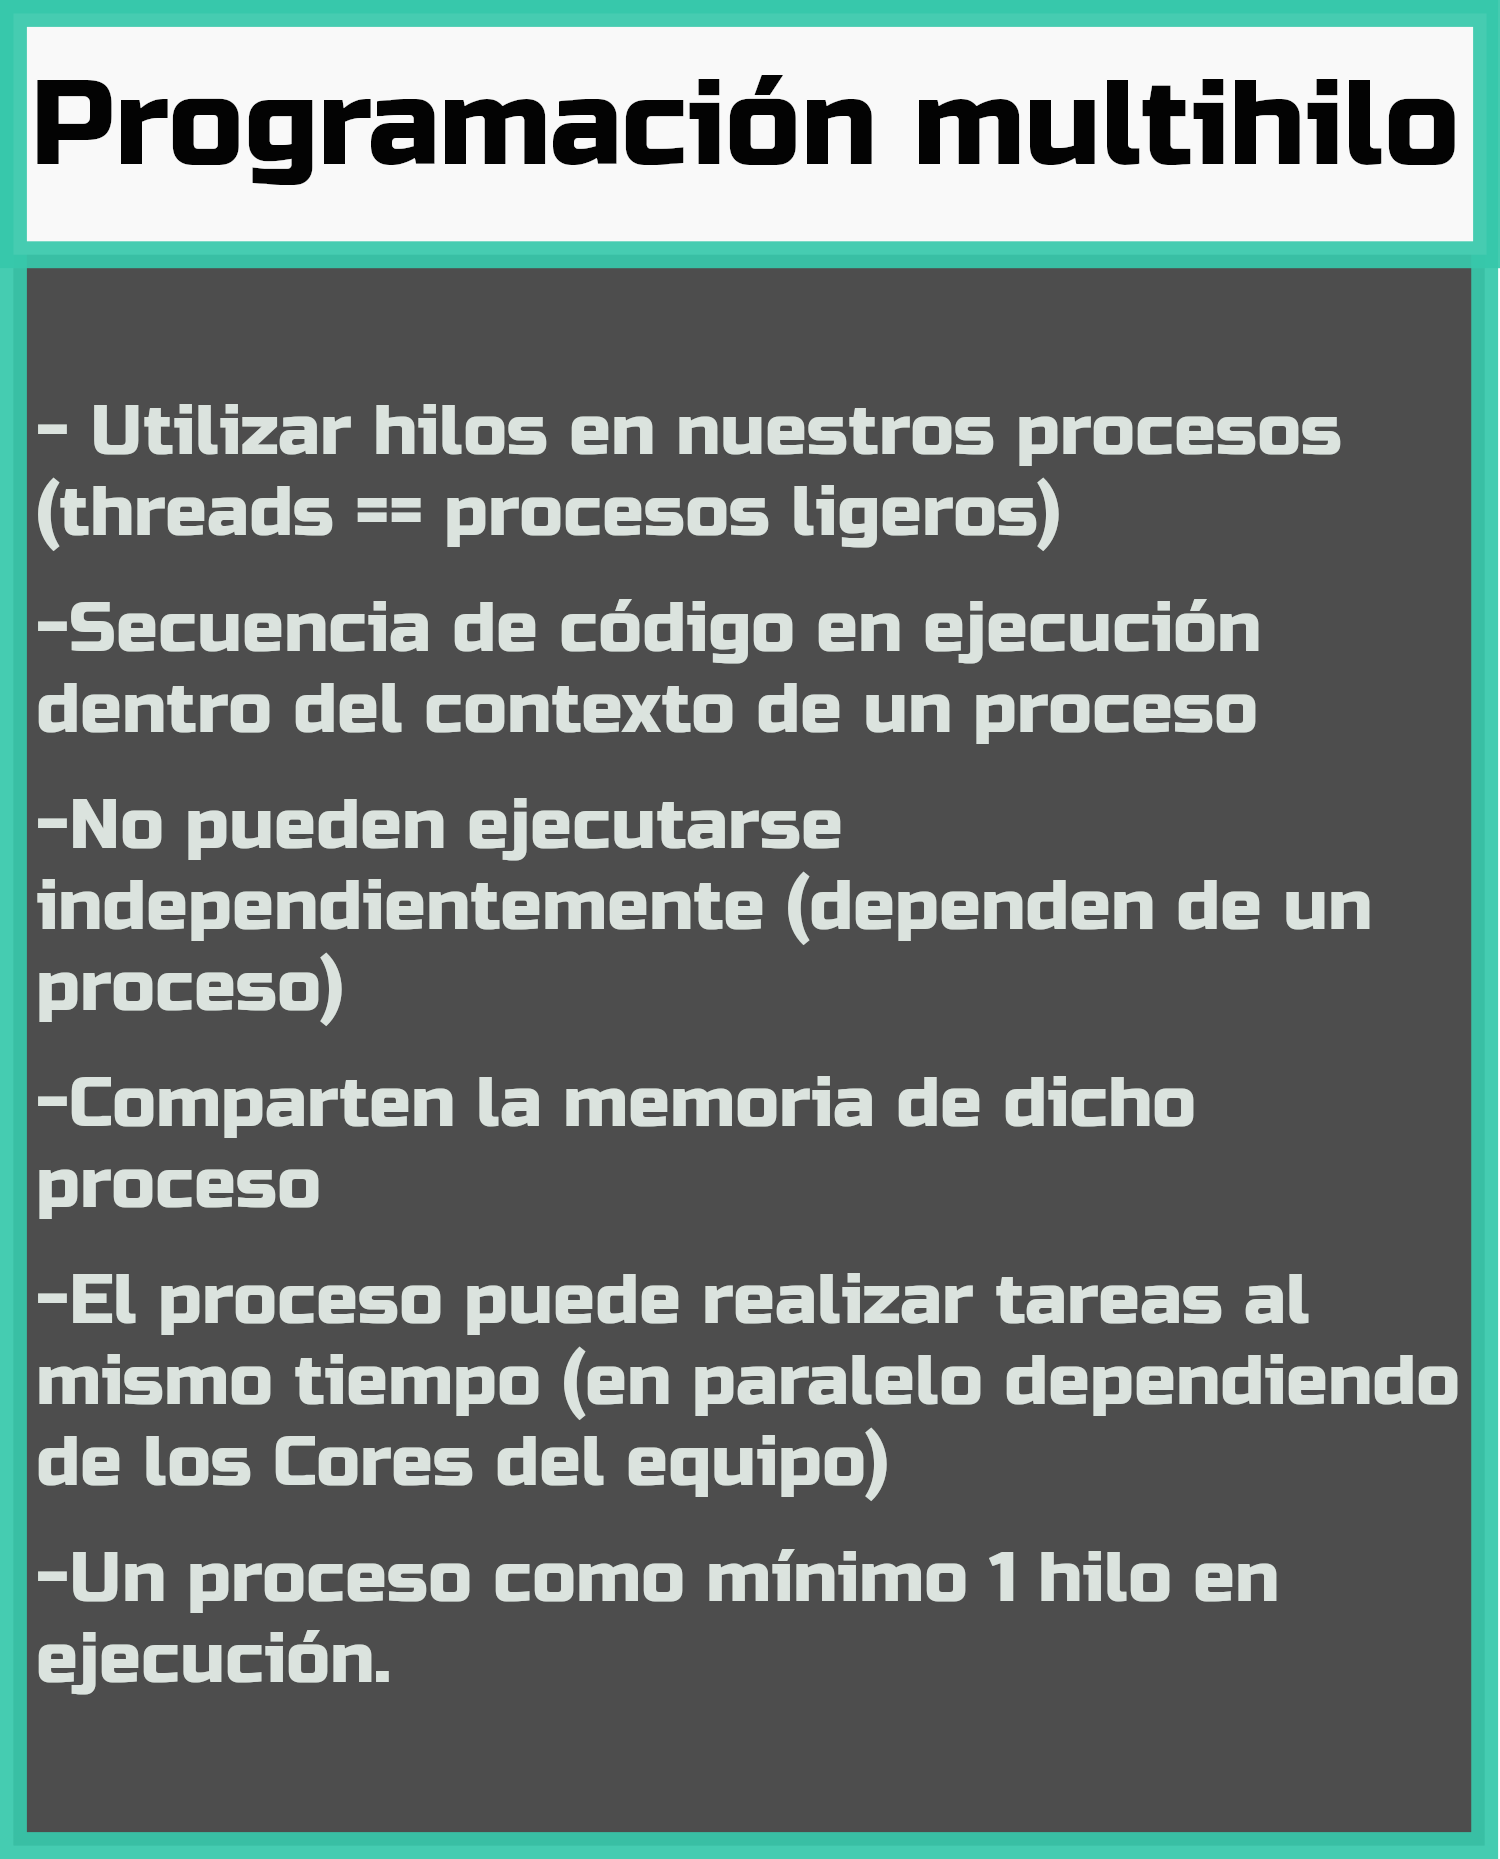 Programación multihilo
- Utilizar hilos en nuestros procesos
(threads == procesos ligeros)
-Secuencia de código en ejecución
dentro del contexto de un proceso
-No pueden ejecutarse
independientemente (dependen de un
proceso)
-Comparten la memoria de dicho
proceso
-El proceso puede realizar tareas al
mismo tiempo (en paralelo dependiendo
de los Cores del equipo)
-Un proceso como mínimo 1 hilo en
ejecución.